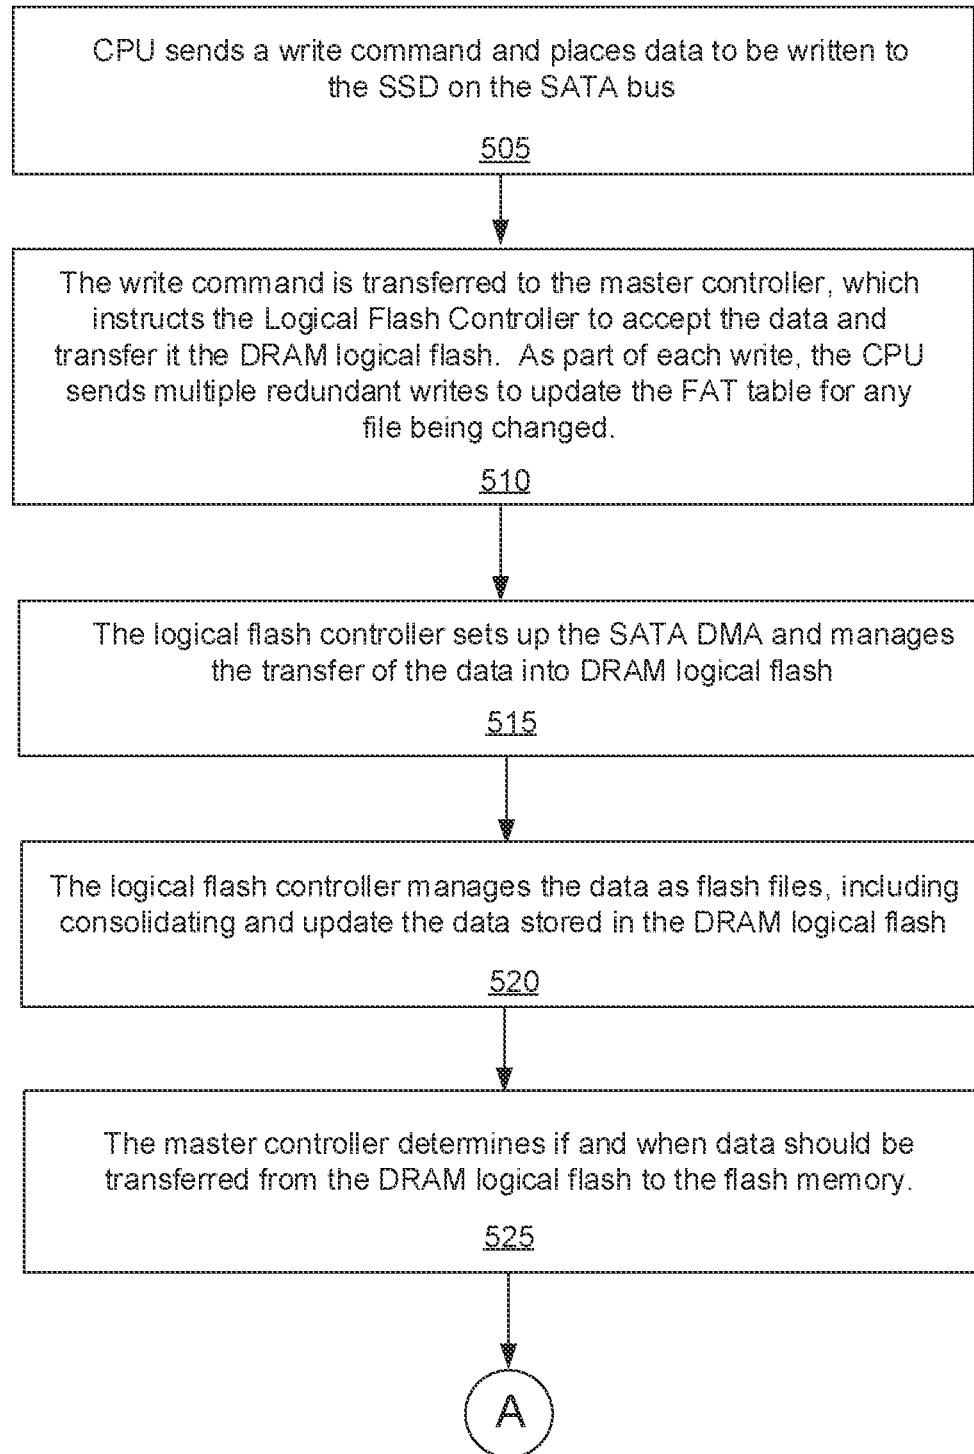 CPU sends a write command and places data to be written to
the SSD on the SATA bus
505
The write command is transferred to the master controller, which
instructs the Logical Flash Controller to accept the data and
transfer it the DRAM logical flash.  As part of each write, the CPU
sends multiple redundant writes to update the FAT table for any
file being changed.
510
The logical flash controller sets up the SATA DMA and manages
the transfer of the data into DRAM logical flash
515
The logical flash controller manages the data as flash files, including
consolidating and update the data stored in the DRAM logical flash
520
The master controller determines if and when data should be
transferred from the DRAM logical flash to the flash memory.
525
A